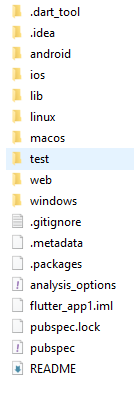 .dart_tool
.idea
android
ios
lib
linux
macos
test
web
windows
.gitignore
.metadata
.packages
analysis_options
flutter_app1.iml
pubspec.lock
pubspec
README